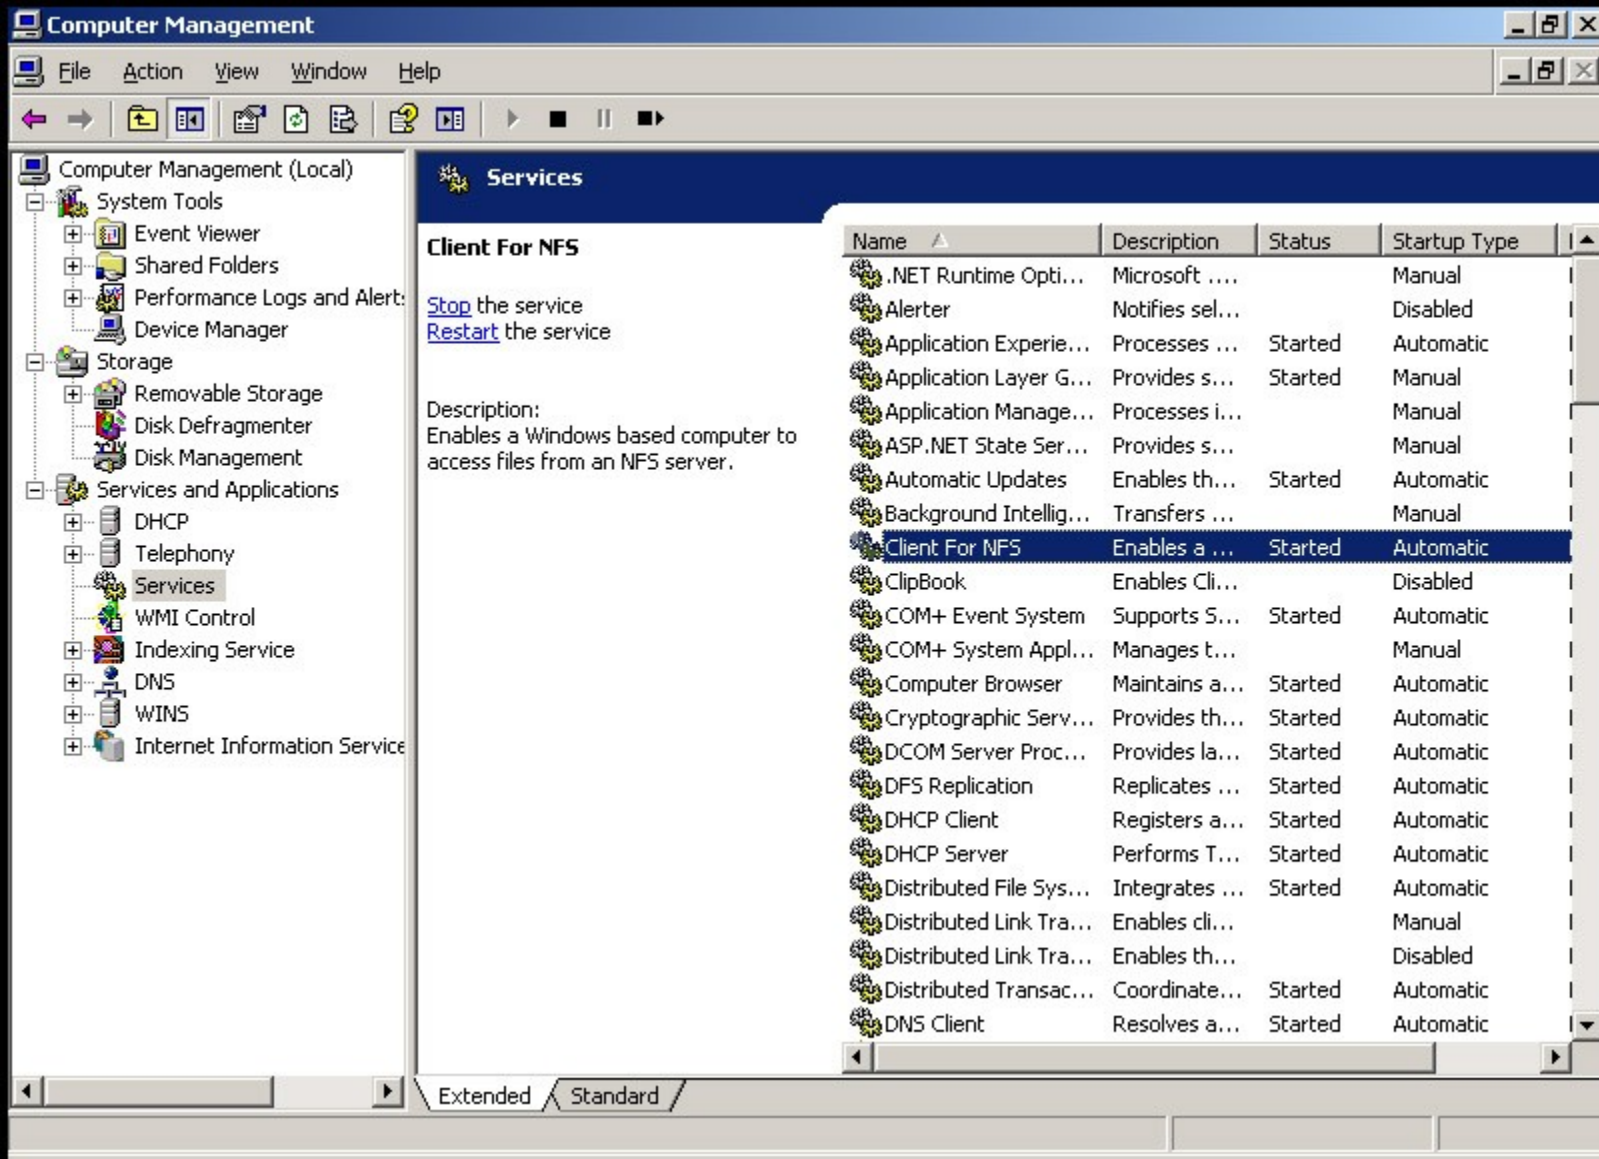 Computer Management
File Action View Window Help
Computer Management (Local)
System Tools
Event Viewer
Shared Folders
Performance Logs and Alert
Device Manager
Storage
Removable Storage
Disk Defragmenter
Disk Management
Services and Applications
DHCP
Telephony
Services
WMI Control
Indexing Service
DNS
WINS
Internet Information Service
Services
Client For NFS
Stop the service
Restart the service
Description:
Enables a Windows based computer to
access files from an NFS server.
Name Description Status Startup Type
.NET Runtime Opti... Microsoft .... Manual
Alerter Notifies sel... Disabled
Application Experie... Processes ... Started Automatic
Application Layer G... Provides s... Started Manual
Application Manage... Processes i... Manual
ASP.NET State Ser... Provides s... Manual
Automatic Updates Enables th... Started Automatic
Background Intellig... Transfers ... Manual
Client For NFS Enables a ... Started Automatic
ClipBook Enables Cli... Disabled
COM+ Event System Supports S... Started Automatic
COM+ System Appl... Manages t... Manual
Computer Browser Maintains a... Started Automatic
Cryptographic Serv... Provides th... Started Automatic
DCOM Server Proc... Provides la... Started Automatic
DFS Replication Replicates ... Started Automatic
DHCP Client Registers a... Started Automatic
DHCP Server Performs T... Started Automatic
Distributed File Sys... Integrates ... Started Automatic
Distributed Link Tra... Enables cli... Manual
Distributed Link Tra... Enables th... Disabled
Distributed Transac... Coordinate... Started Automatic
DNS Client Resolves a... Started Automatic
Extended Standard